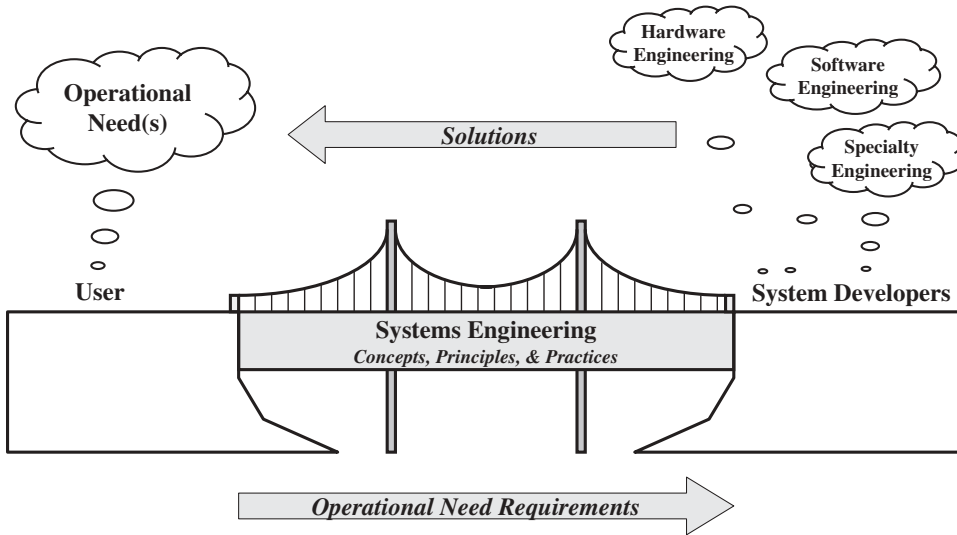 Hardware
Engineering
Software
Engineering
Specialty
Engineering
Operational
Need(s)
Solutions
User
System Developers
Systems Engineering
Concepts, Principles, & Practices
Operational Need Requirements